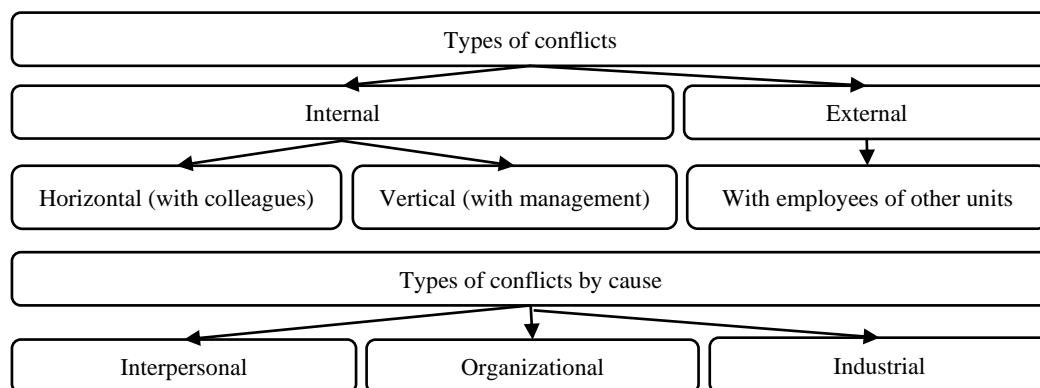 Types of conflicts
Internal
External
Horizontal (with colleagues)
Vertical (with management)
With employees of other units
Types of conflicts by cause
Interpersonal
Organizational
Industrial